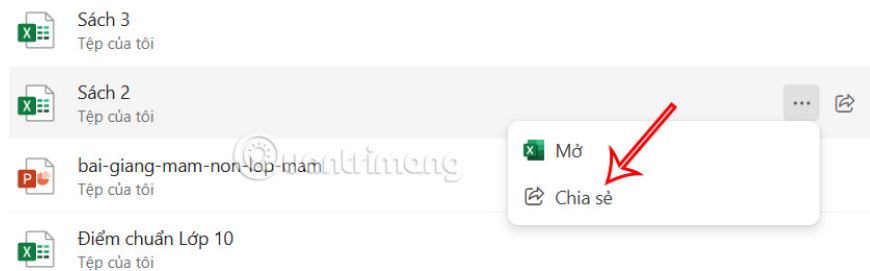 Sách 3
Tệp của tôi
Sách 2
Tệp của tôi
Mở
bai-giang-mam-non-lop-mam
Quantrimang
Tệp của tôi
Chia sẻ
Điểm chuẩn Lớp 10
Tệp của tôi